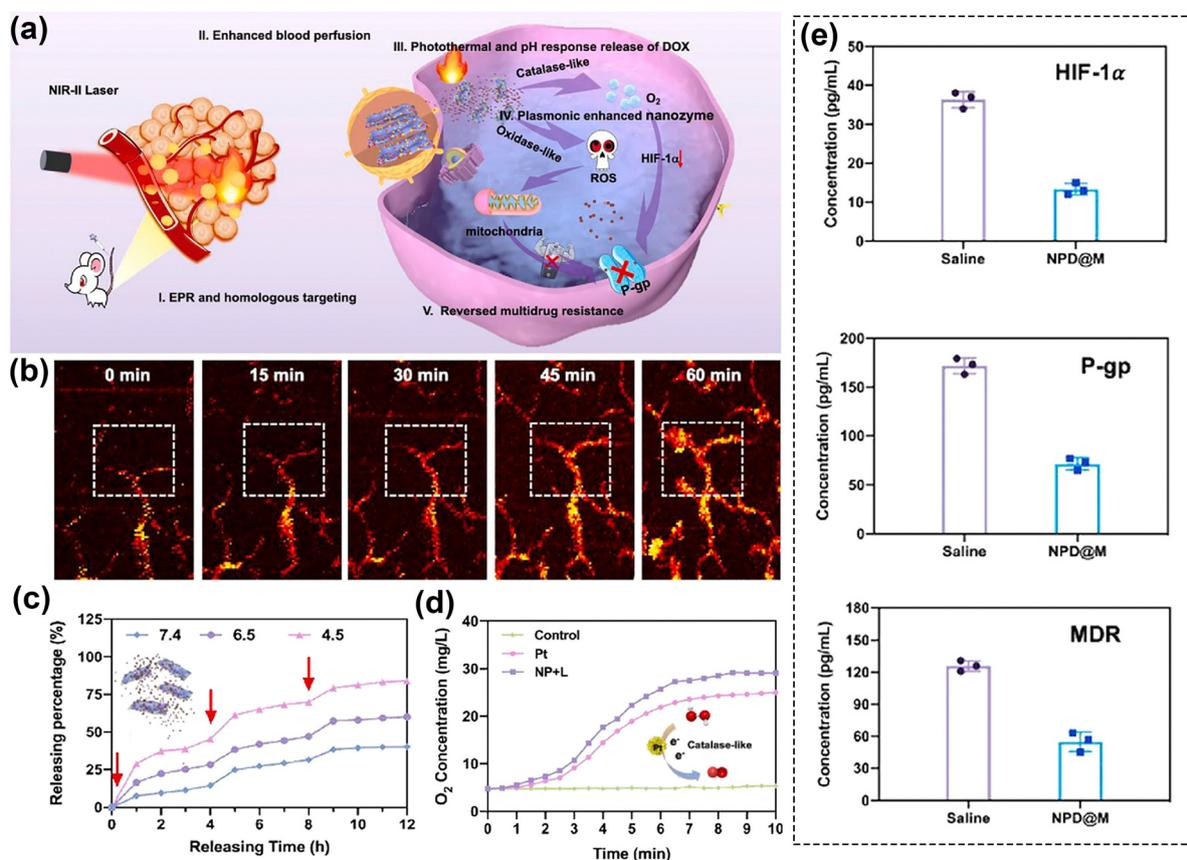 (a)
II. Enhanced blood perfusion
III. Photothermal and pH response release of DOX
NIR-II Laser
Catalase-like
O2
IV. Plasmonic enhanced nanozyme
Oxidase-like
HIF-1α
ROS
mitochondria
P-gp
I. EPR and homologous targeting
V. Reversed multidrug resistance
(b)
0 min
15 min
30 min
45 min
60 min
(c)
Releasing percentage (%)
125
100
75
50
25
0
7.4
6.5
4.5
0 2 4 6 8 10 12
Releasing Time (h)
(d)
O2 Concentration (mg/L)
40
30
20
10
0
Control
Pt
NP+L
Pt
e-
e-
Catalase-like
0 1 2 3 4 5 6 7 8 9 10
Time (min)
(e)
HIF-1α
Concentration (pg/mL)
50
40
30
20
10
0
Saline NPD@M
P-gp
Concentration (pg/mL)
200
150
100
50
0
Saline NPD@M
MDR
Concentration (pg/mL)
180
150
120
90
60
30
0
Saline NPD@M